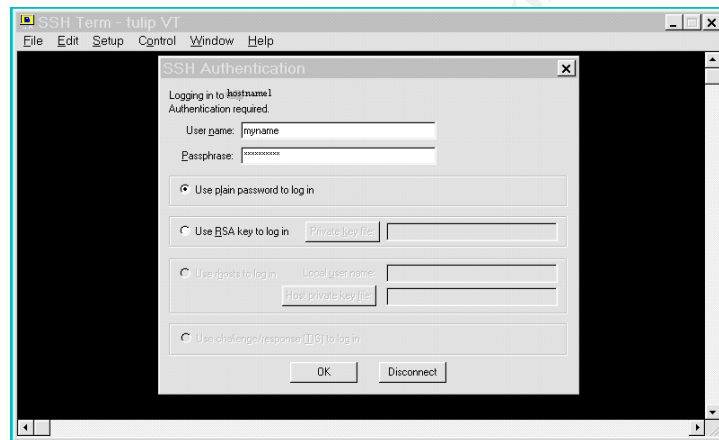 SSH Term - tulip VT
File Edit Setup Control Window Help
SSH Authentication
Logging in to hostname1
Authentication required.
User name: myname
Passphrase: **********
Use plain password to log in
Use RSA key to log in Private key file:
Use rhosts to log in Local user name:
Host private key file:
Use challenge/response (TIS) to log in
OK Disconnect